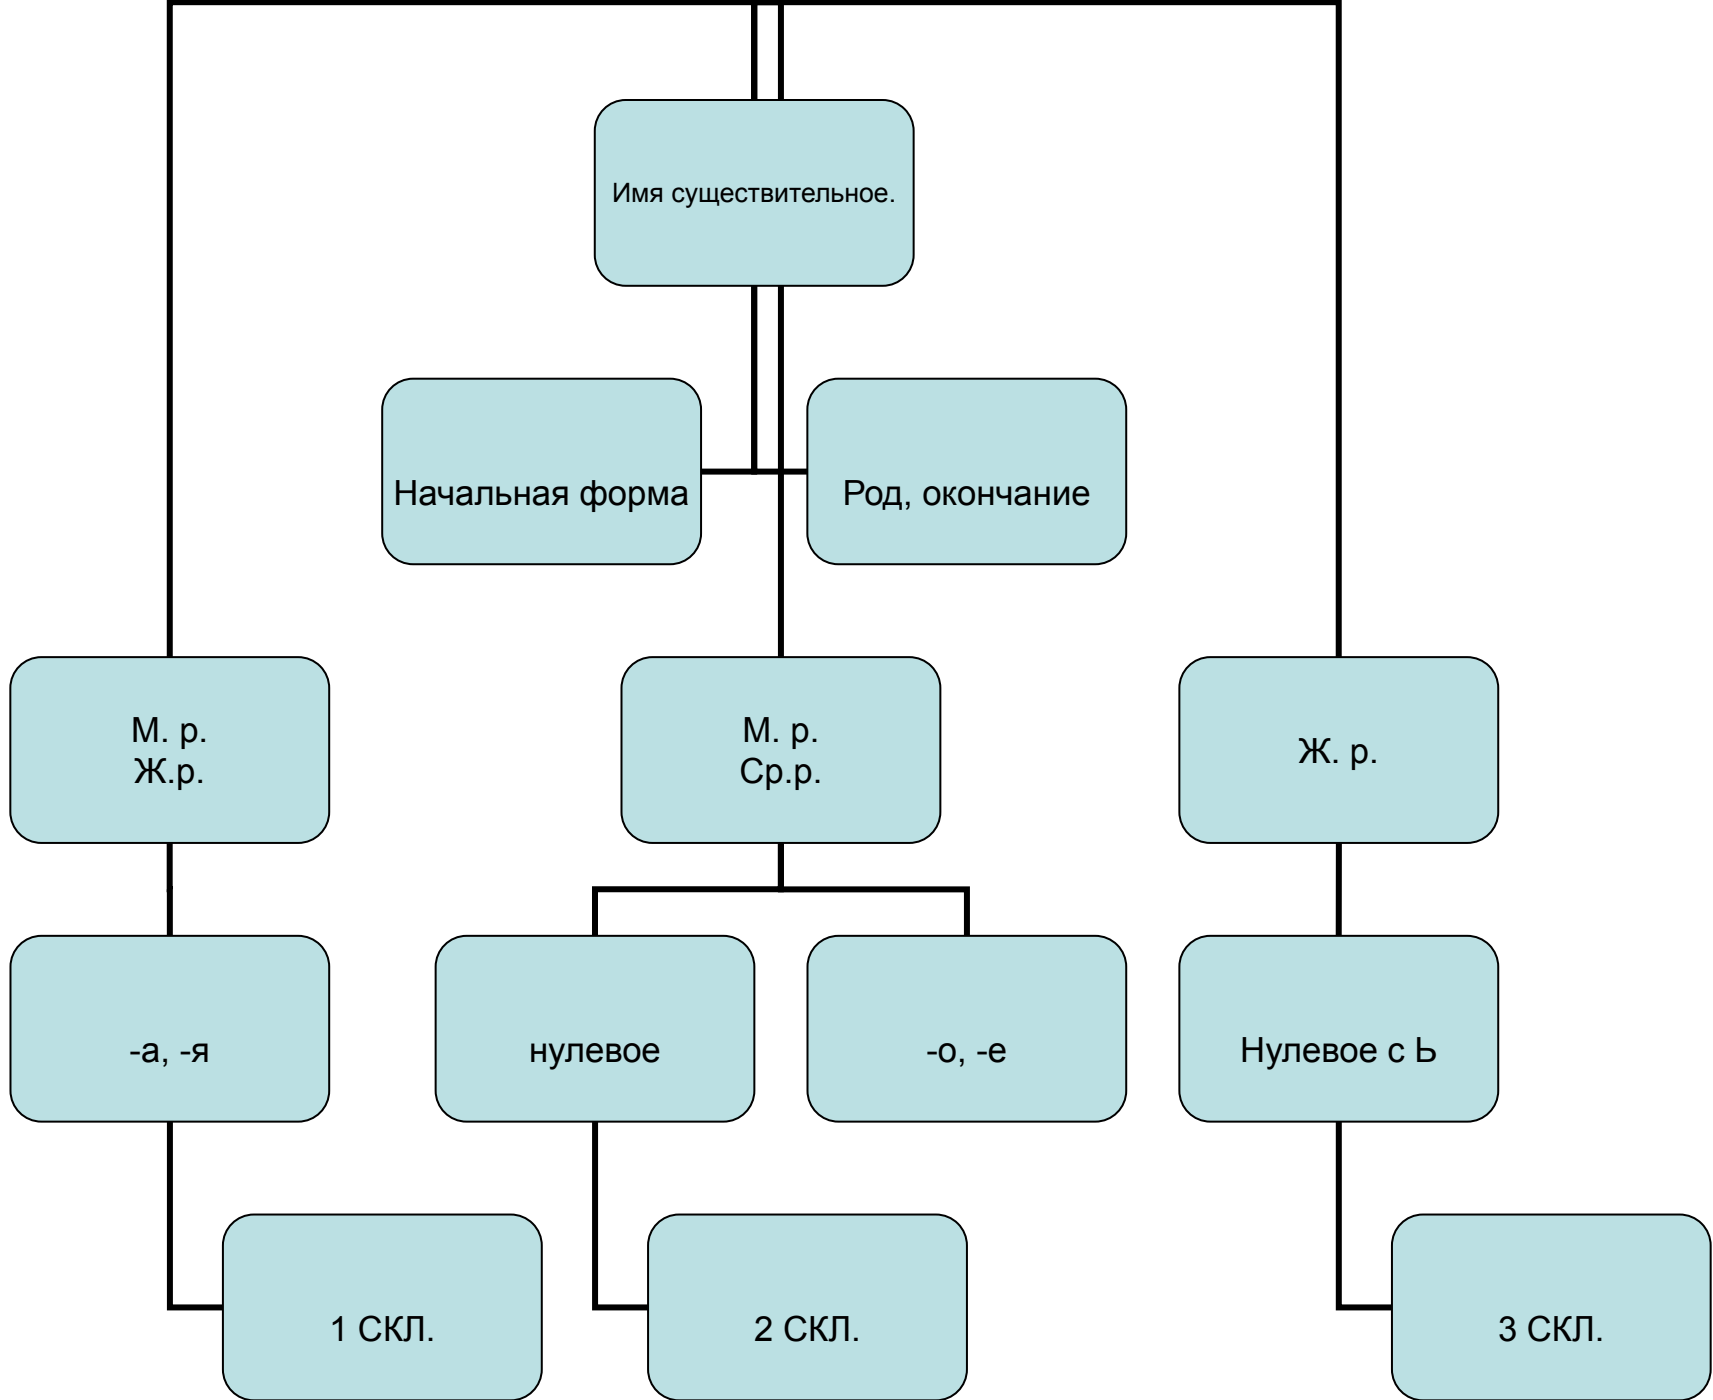 Имя существительное.
Начальная форма
Род, окончание
М. р.
Ж.р.
М. р.
Ср.р.
Ж. р.
-а, -я
нулевое
-о, -е
Нулевое с Ь
1 СКЛ.
2 СКЛ.
3 СКЛ.